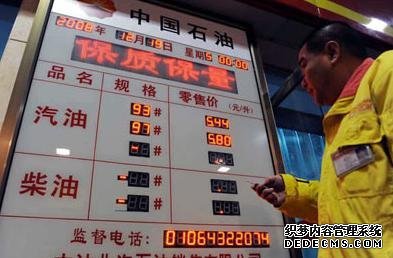 中国石油
2008年 12月19日 星期5 00:00
保质保量
品名 规格 零售价 (元/升)
汽油 93# 5.44
97# 5.80
柴油 -#
-#
监督电话: 01064322074
织梦内容管理系统
DEDECMS.COM